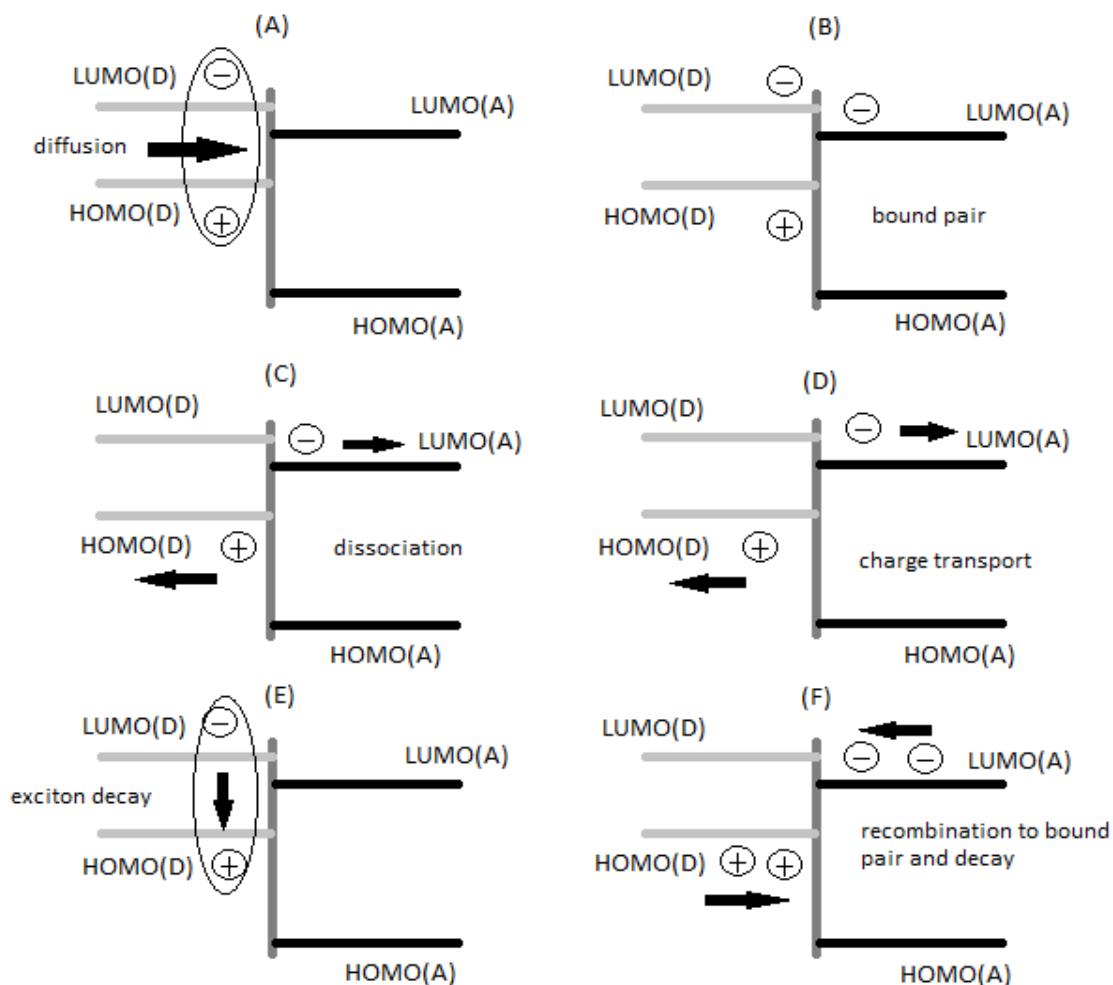 (A)
LUMO(D)
−
LUMO(A)
diffusion
HOMO(D)
+
HOMO(A)
(B)
LUMO(D)
−
−
LUMO(A)
HOMO(D)
+
bound pair
HOMO(A)
(C)
LUMO(D)
−
LUMO(A)
HOMO(D)
+
dissociation
HOMO(A)
(D)
LUMO(D)
−
LUMO(A)
HOMO(D)
+
charge transport
HOMO(A)
(E)
LUMO(D)
−
LUMO(A)
exciton decay
HOMO(D)
+
HOMO(A)
(F)
LUMO(D)
−
−
LUMO(A)
recombination to bound
pair and decay
HOMO(D)
+
+
HOMO(A)